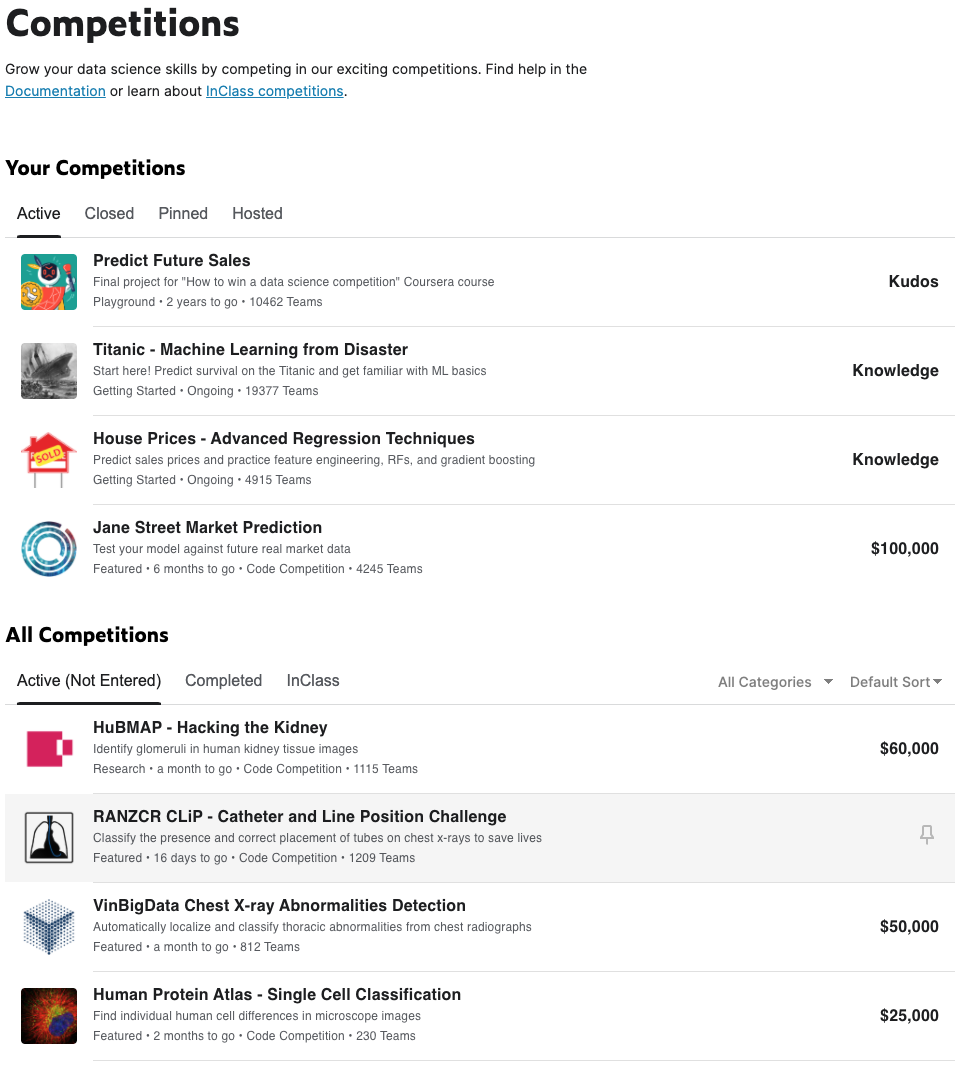 Competitions
Grow your data science skills by competing in our exciting competitions. Find help in the
Documentation or learn about InClass competitions.
Your Competitions
Active Closed Pinned Hosted
Predict Future Sales
Final project for "How to win a data science competition" Coursera course
Playground • 2 years to go • 10462 Teams
Kudos
Titanic - Machine Learning from Disaster
Start here! Predict survival on the Titanic and get familiar with ML basics
Getting Started • Ongoing • 19377 Teams
Knowledge
SOLD
House Prices - Advanced Regression Techniques
Predict sales prices and practice feature engineering, RFs, and gradient boosting
Getting Started • Ongoing • 4915 Teams
Knowledge
Jane Street Market Prediction
Test your model against future real market data
Featured • 6 months to go • Code Competition • 4245 Teams
$100,000
All Competitions
Active (Not Entered) Completed InClass All Categories Default Sort
HuBMAP - Hacking the Kidney
Identify glomeruli in human kidney tissue images
Research • a month to go • Code Competition • 1115 Teams
$60,000
RANZCR CLiP - Catheter and Line Position Challenge
Classify the presence and correct placement of tubes on chest x-rays to save lives
Featured • 16 days to go • Code Competition • 1209 Teams
VinBigData Chest X-ray Abnormalities Detection
Automatically localize and classify thoracic abnormalities from chest radiographs
Featured • a month to go • 812 Teams
$50,000
Human Protein Atlas - Single Cell Classification
Find individual human cell differences in microscope images
Featured • 2 months to go • Code Competition • 230 Teams
$25,000